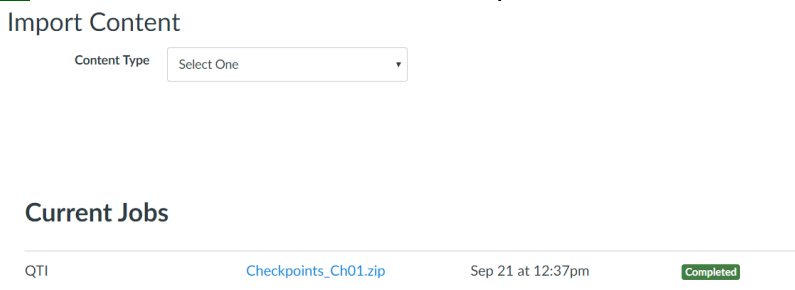 Import Content
Content Type Select One
Current Jobs
QTI Checkpoints_Ch01.zip Sep 21 at 12:37pm Completed